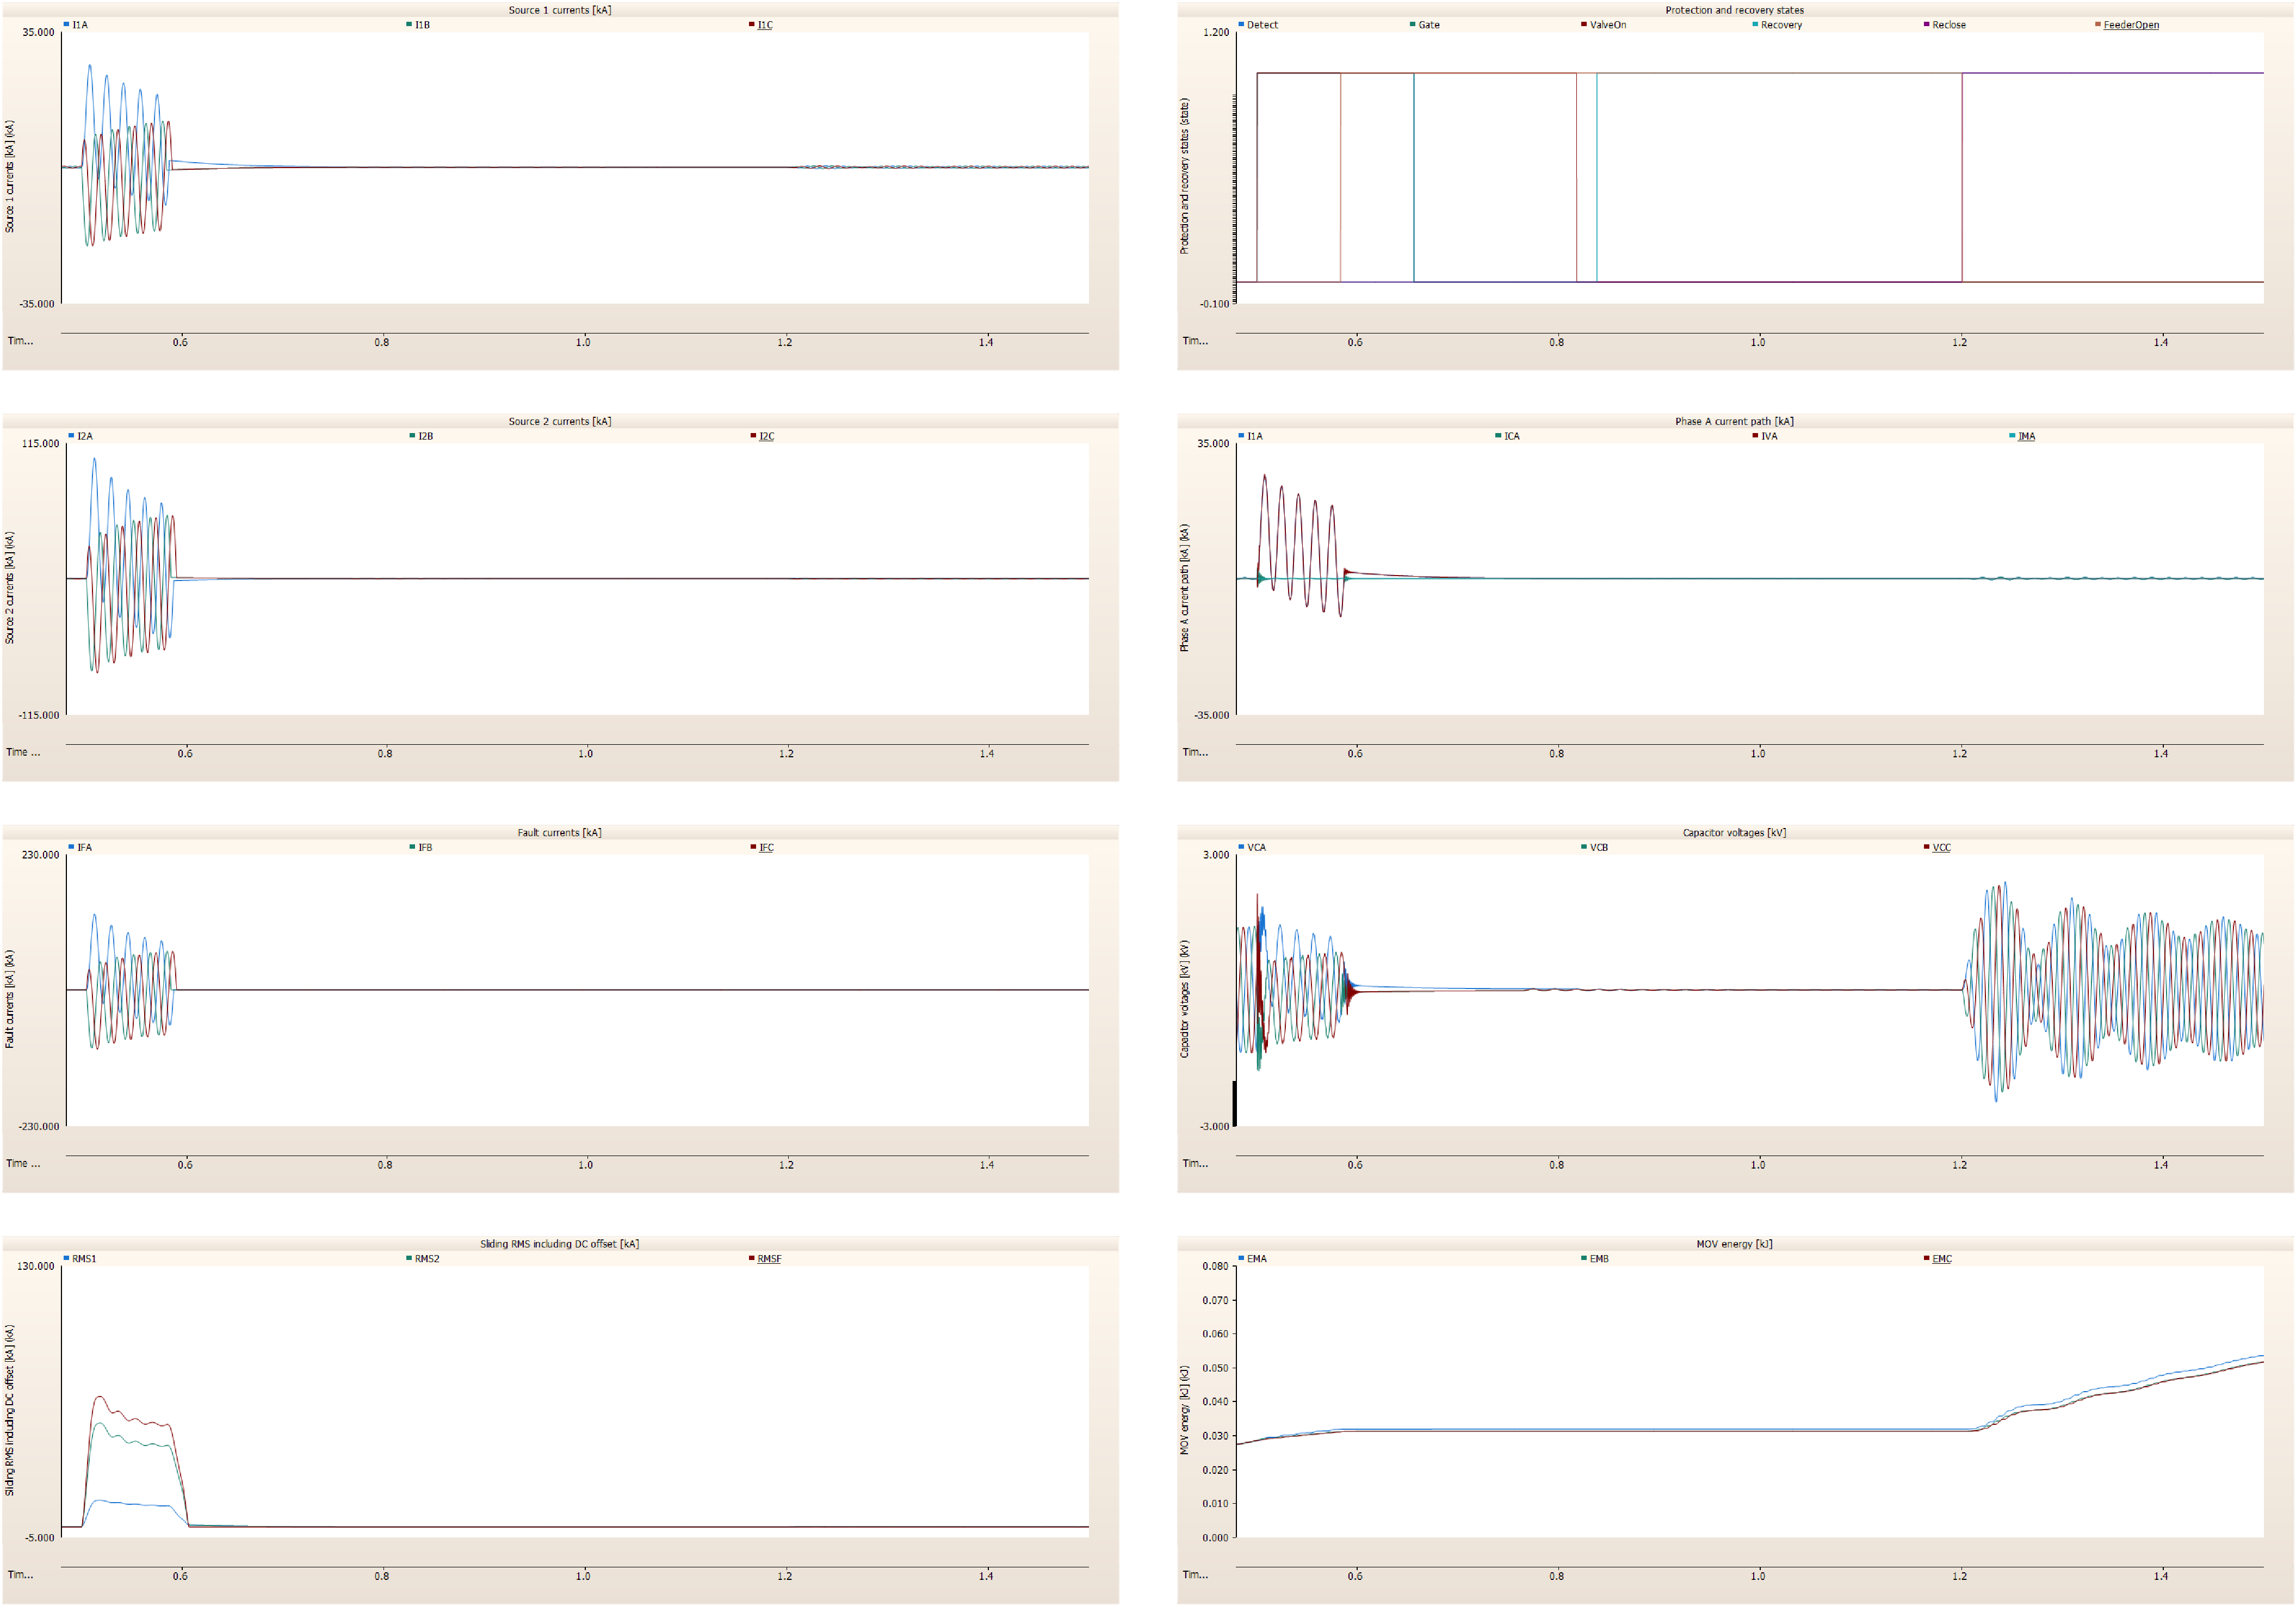 Source 1 currents [kA]
I1A I1B I1C
35.000
Source 1 currents [kA] (kA)
-35.000
Tim... 0.6 0.8 1.0 1.2 1.4
Protection and recovery states
Detect Gate ValveOn Recovery Reclose FeederOpen
1.200
Protection and recovery states (state)
-0.100
Tim... 0.6 0.8 1.0 1.2 1.4
Source 2 currents [kA]
I2A I2B I2C
115.000
Source 2 currents [kA] (kA)
-115.000
Time ... 0.6 0.8 1.0 1.2 1.4
Phase A current path [kA]
I1A ICA IVA IMA
35.000
Phase A current path [kA] (kA)
-35.000
Tim... 0.6 0.8 1.0 1.2 1.4
Fault currents [kA]
IFA IFB IFC
230.000
Fault currents [kA] (kA)
-230.000
Time ... 0.6 0.8 1.0 1.2 1.4
Capacitor voltages [kV]
VCA VCB VCC
3.000
Capacitor voltages [kV] (kV)
-3.000
Tim... 0.6 0.8 1.0 1.2 1.4
Sliding RMS including DC offset [kA]
RMS1 RMS2 RMSF
130.000
Sliding RMS including DC offset [kA] (kA)
-5.000
Tim... 0.6 0.8 1.0 1.2 1.4
MOV energy [kJ]
EMA EMB EMC
0.080
0.070
0.060
0.050
0.040
0.030
0.020
0.010
0.000
MOV energy [kJ] (kJ)
Tim... 0.6 0.8 1.0 1.2 1.4